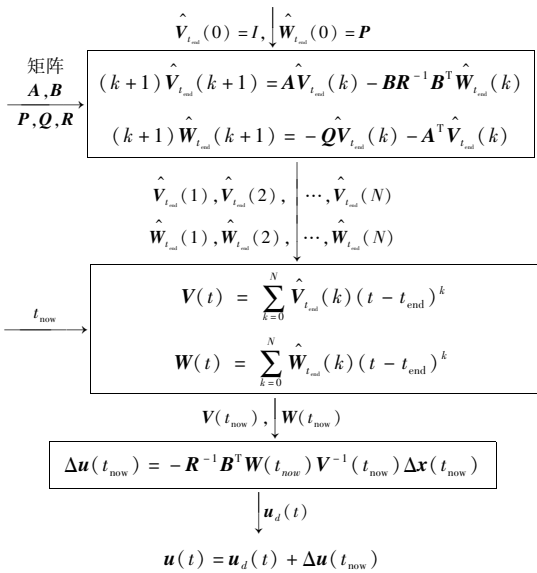 V̂_{t_end}(0)=I, Ŵ_{t_end}(0)=P
矩阵
A,B
P,Q,R
(k+1)V̂_{t_end}(k+1)=AV̂_{t_end}(k)-BR^{-1}B^TŴ_{t_end}(k)
(k+1)Ŵ_{t_end}(k+1)=-QV̂_{t_end}(k)-A^TV̂_{t_end}(k)
V̂_{t_end}(1),V̂_{t_end}(2), …,V̂_{t_end}(N)
Ŵ_{t_end}(1),Ŵ_{t_end}(2), …,Ŵ_{t_end}(N)
V(t) = ∑_{k=0}^{N} V̂_{t_end}(k)(t-t_end)^k
t_now
W(t) = ∑_{k=0}^{N} Ŵ_{t_end}(k)(t-t_end)^k
V(t_now), W(t_now)
Δu(t_now)=-R^{-1}B^TW(t_now)V^{-1}(t_now)Δx(t_now)
u_d(t)
u(t)=u_d(t)+Δu(t_now)